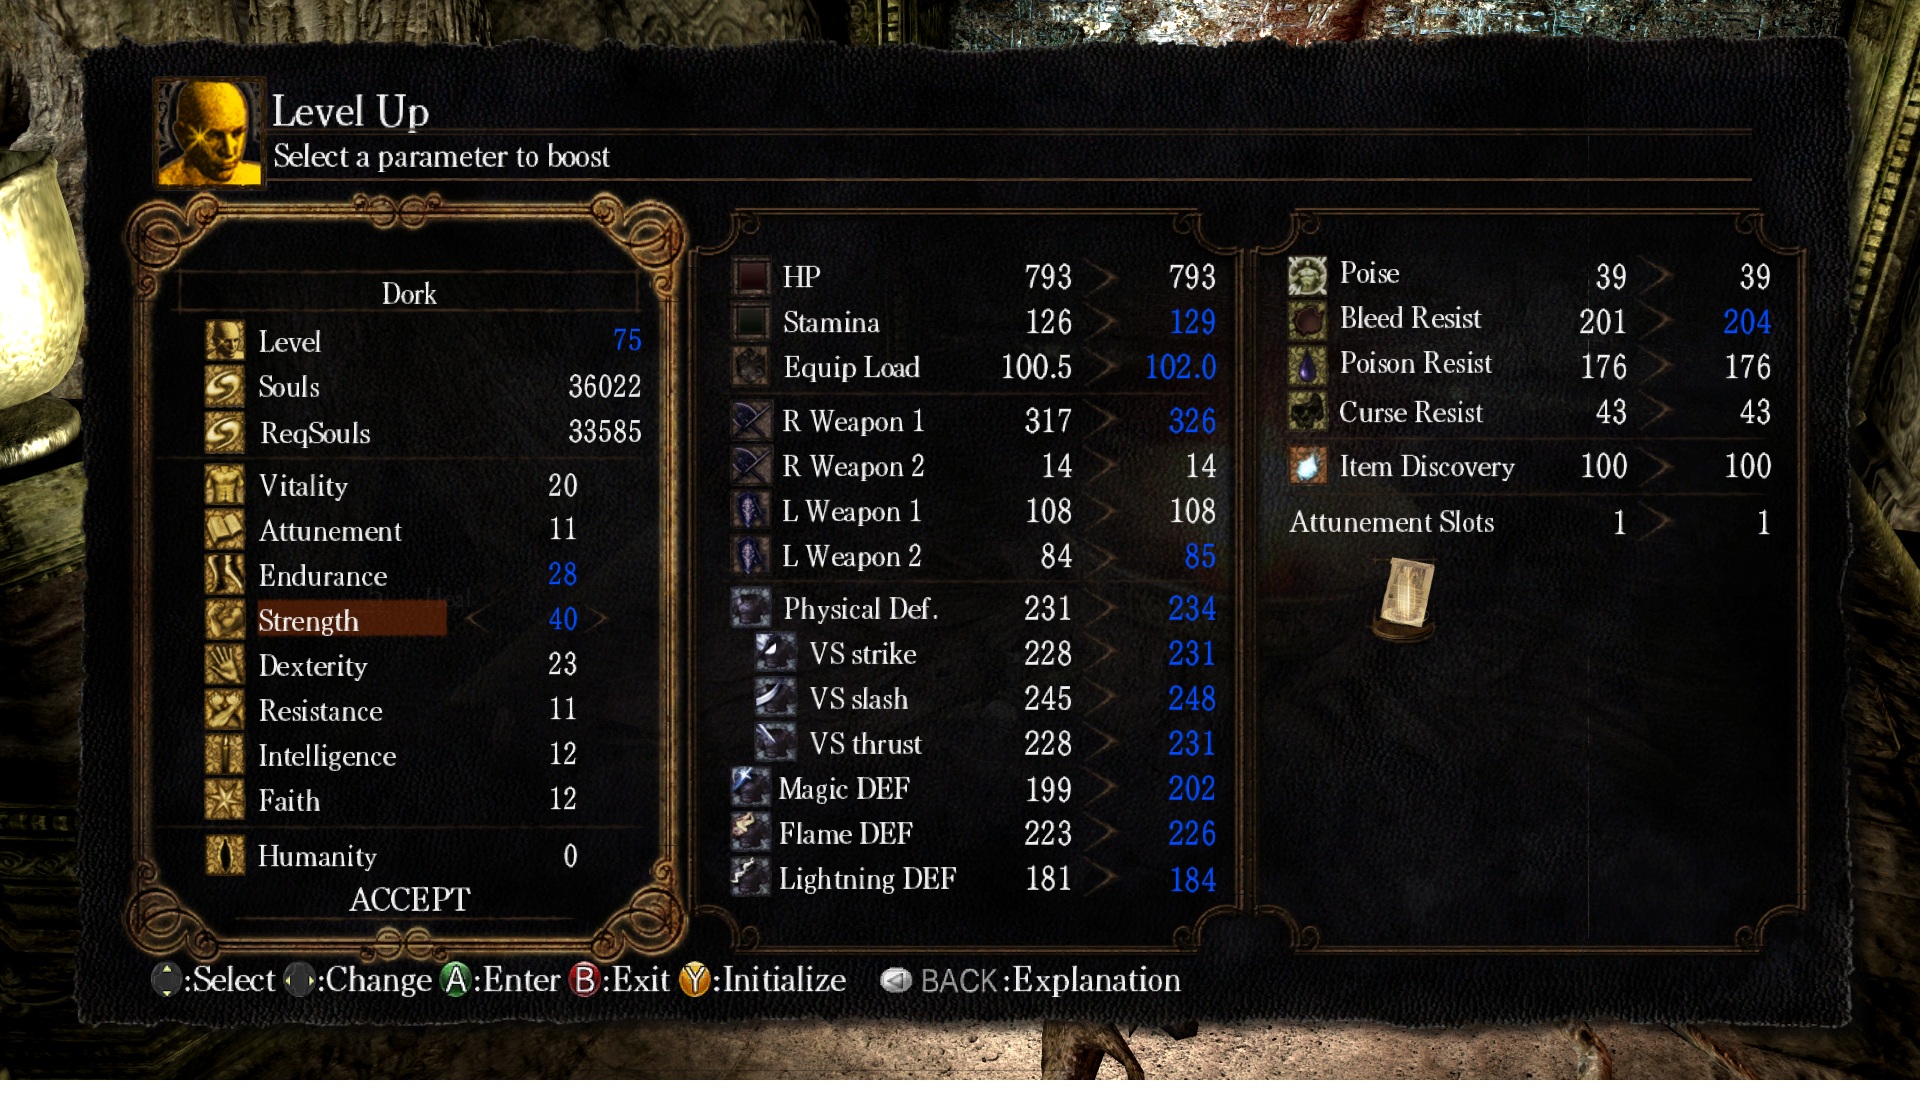 Level Up
Select a parameter to boost
Dork
Level 75
Souls 36022
ReqSouls 33585
Vitality 20
Attunement 11
Endurance 28
Strength 40
Dexterity 23
Resistance 11
Intelligence 12
Faith 12
Humanity 0
ACCEPT
HP 793 793
Stamina 126 129
Equip Load 100.5 102.0
R Weapon 1 317 326
R Weapon 2 14 14
L Weapon 1 108 108
L Weapon 2 84 85
Physical Def. 231 234
VS strike 228 231
VS slash 245 248
VS thrust 228 231
Magic DEF 199 202
Flame DEF 223 226
Lightning DEF 181 184
Poise 39 39
Bleed Resist 201 204
Poison Resist 176 176
Curse Resist 43 43
Item Discovery 100 100
Attunement Slots 1 1
:Select :Change A:Enter B:Exit Y:Initialize BACK:Explanation